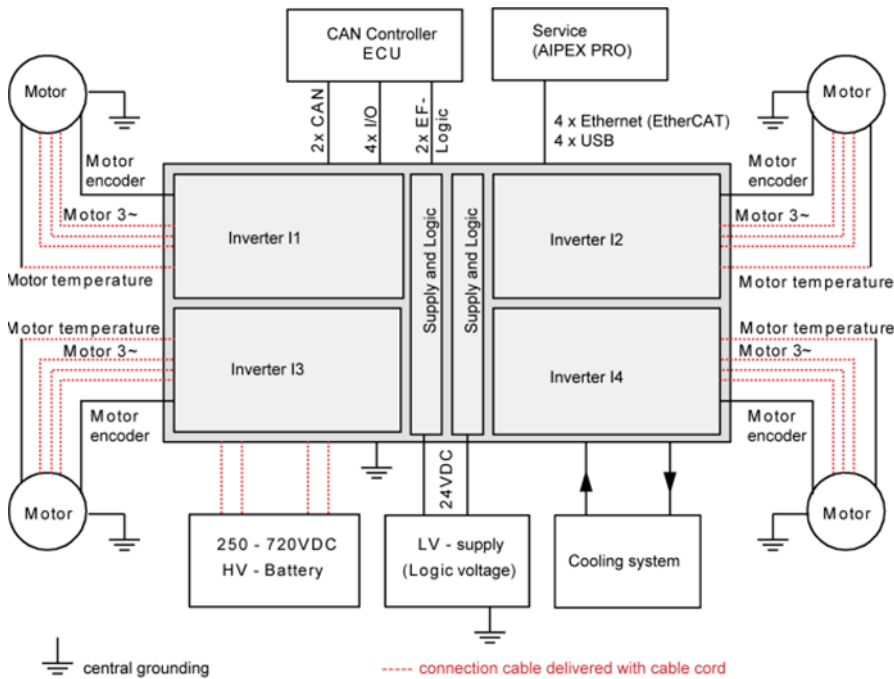 CAN Controller
ECU
Service
(AIPEX PRO)
Motor
Motor
2x CAN
4x I/O
2x EF-
Logic
4 x Ethernet (EtherCAT)
4 x USB
Motor
encoder
Motor
encoder
Motor 3~
Motor 3~
Inverter I1
Supply and Logic
Supply and Logic
Inverter I2
Motor temperature
Motor temperature
Motor temperature
Motor temperature
Motor 3~
Motor 3~
Inverter I3
Inverter I4
Motor
encoder
Motor
encoder
24VDC
Motor
Motor
250 - 720VDC
HV - Battery
LV - supply
(Logic voltage)
Cooling system
central grounding
connection cable delivered with cable cord